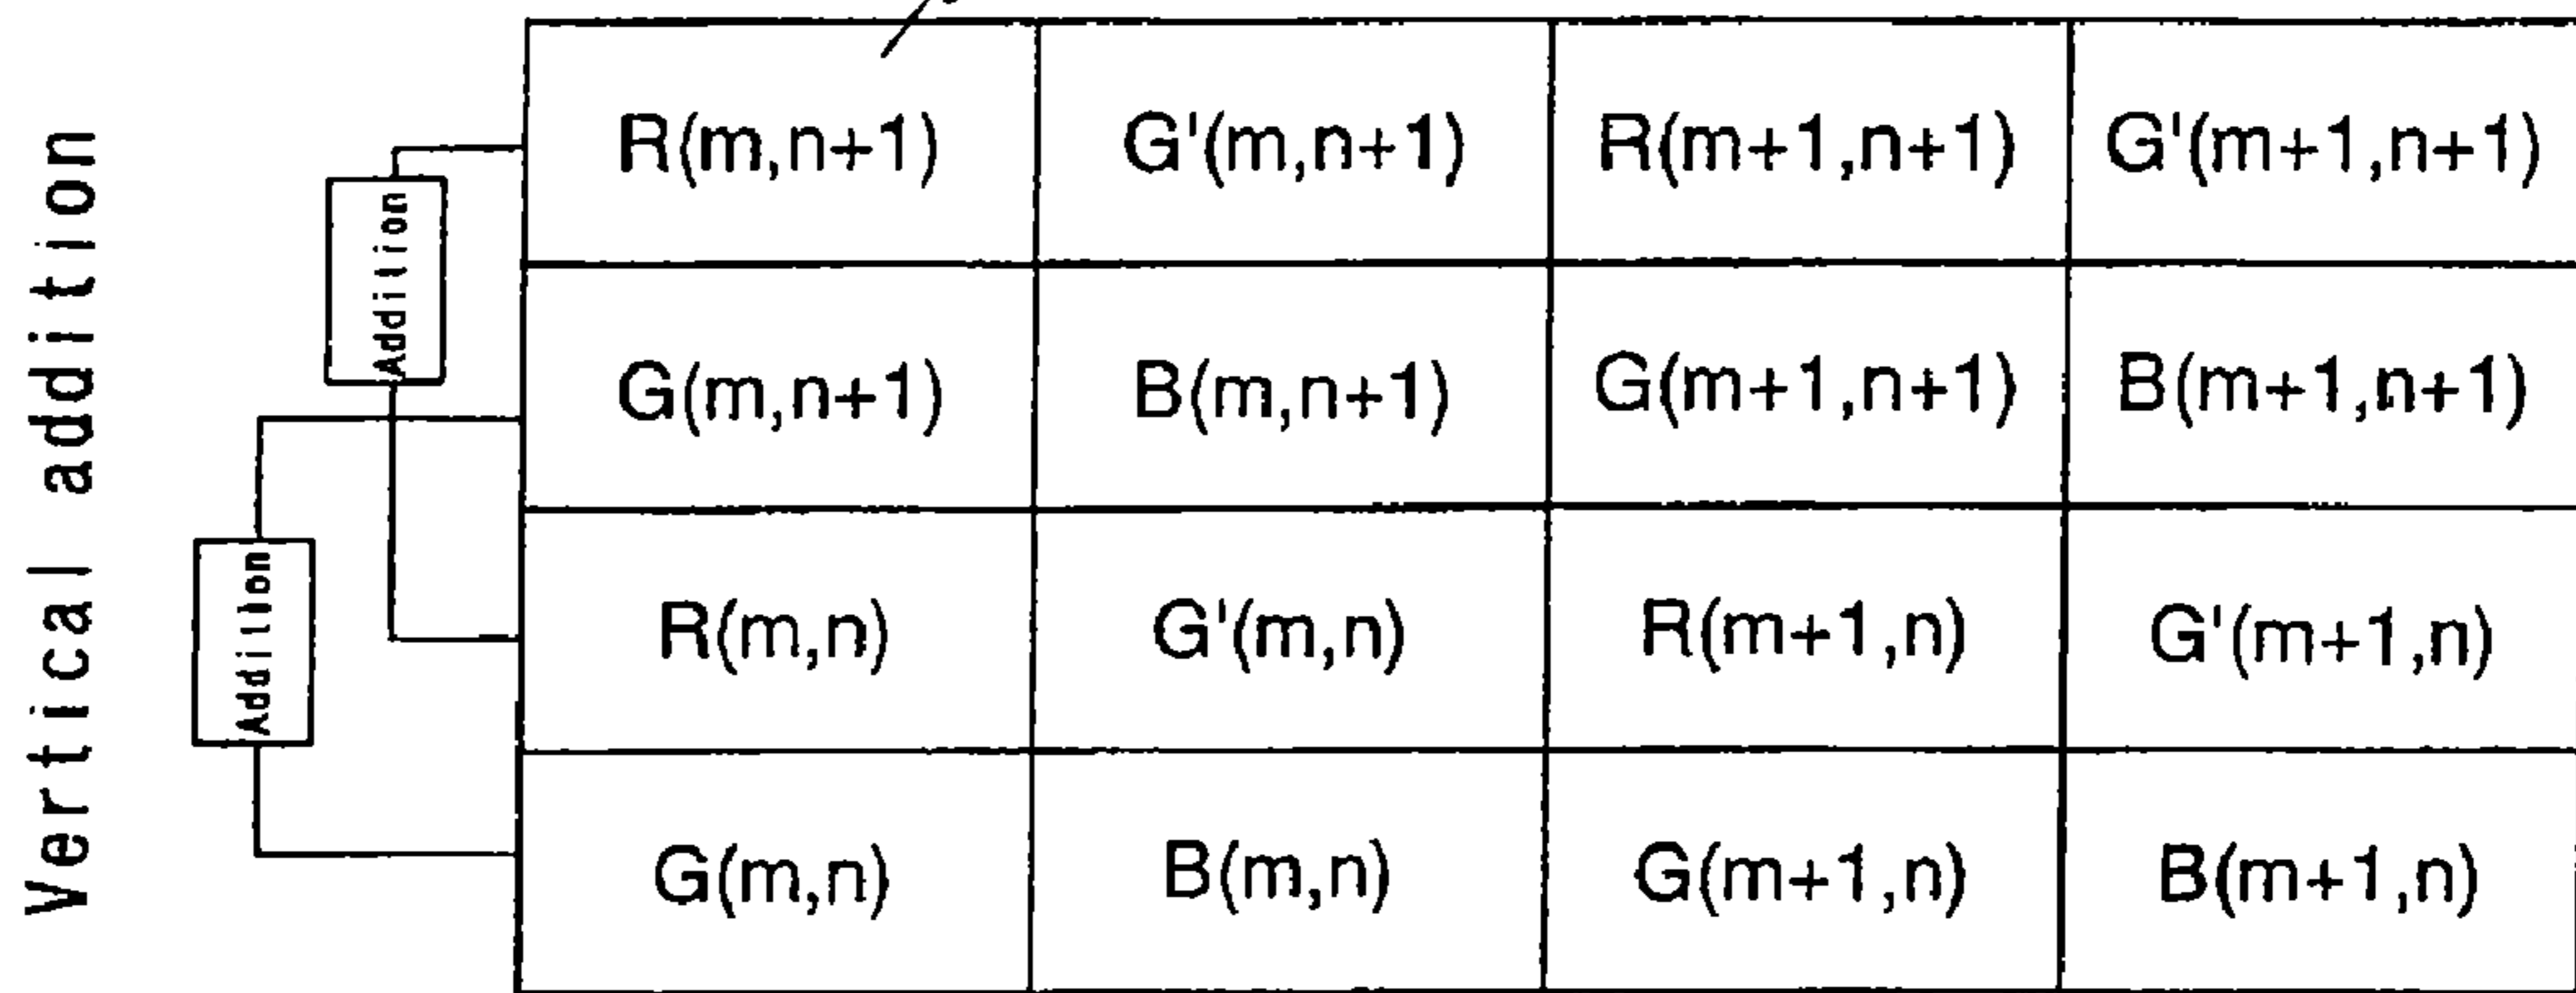 Vertical addition
Addition
Addition
R(m,n+1) G'(m,n+1) R(m+1,n+1) G'(m+1,n+1)
G(m,n+1) B(m,n+1) G(m+1,n+1) B(m+1,n+1)
R(m,n) G'(m,n) R(m+1,n) G'(m+1,n)
G(m,n) B(m,n) G(m+1,n) B(m+1,n)